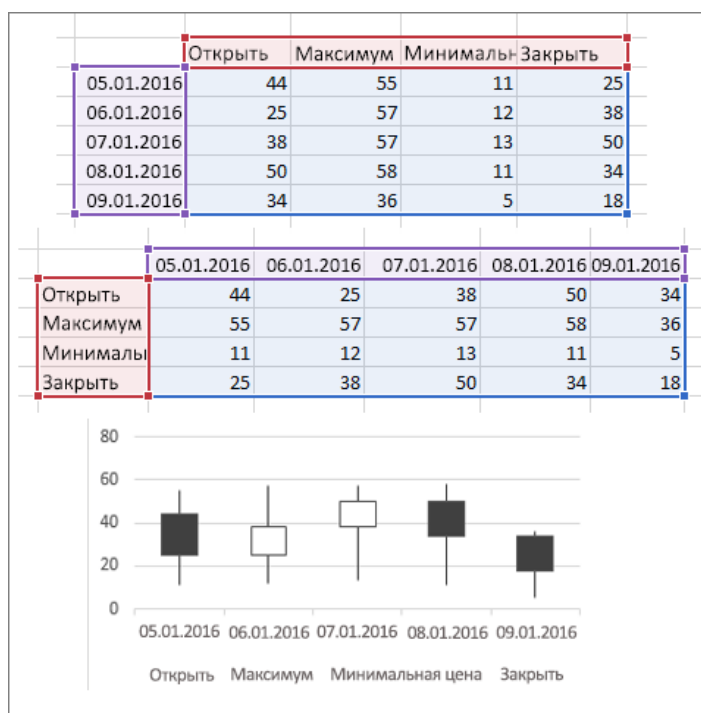 Открыть Максимум Минимальн Закрыть
05.01.2016 44 55 11 25
06.01.2016 25 57 12 38
07.01.2016 38 57 13 50
08.01.2016 50 58 11 34
09.01.2016 34 36 5 18
05.01.2016 06.01.2016 07.01.2016 08.01.2016 09.01.2016
Открыть 44 25 38 50 34
Максимум 55 57 57 58 36
Минималы 11 12 13 11 5
Закрыть 25 38 50 34 18
80
60
40
20
0
05.01.2016 06.01.2016 07.01.2016 08.01.2016 09.01.2016
Открыть Максимум Минимальная цена Закрыть